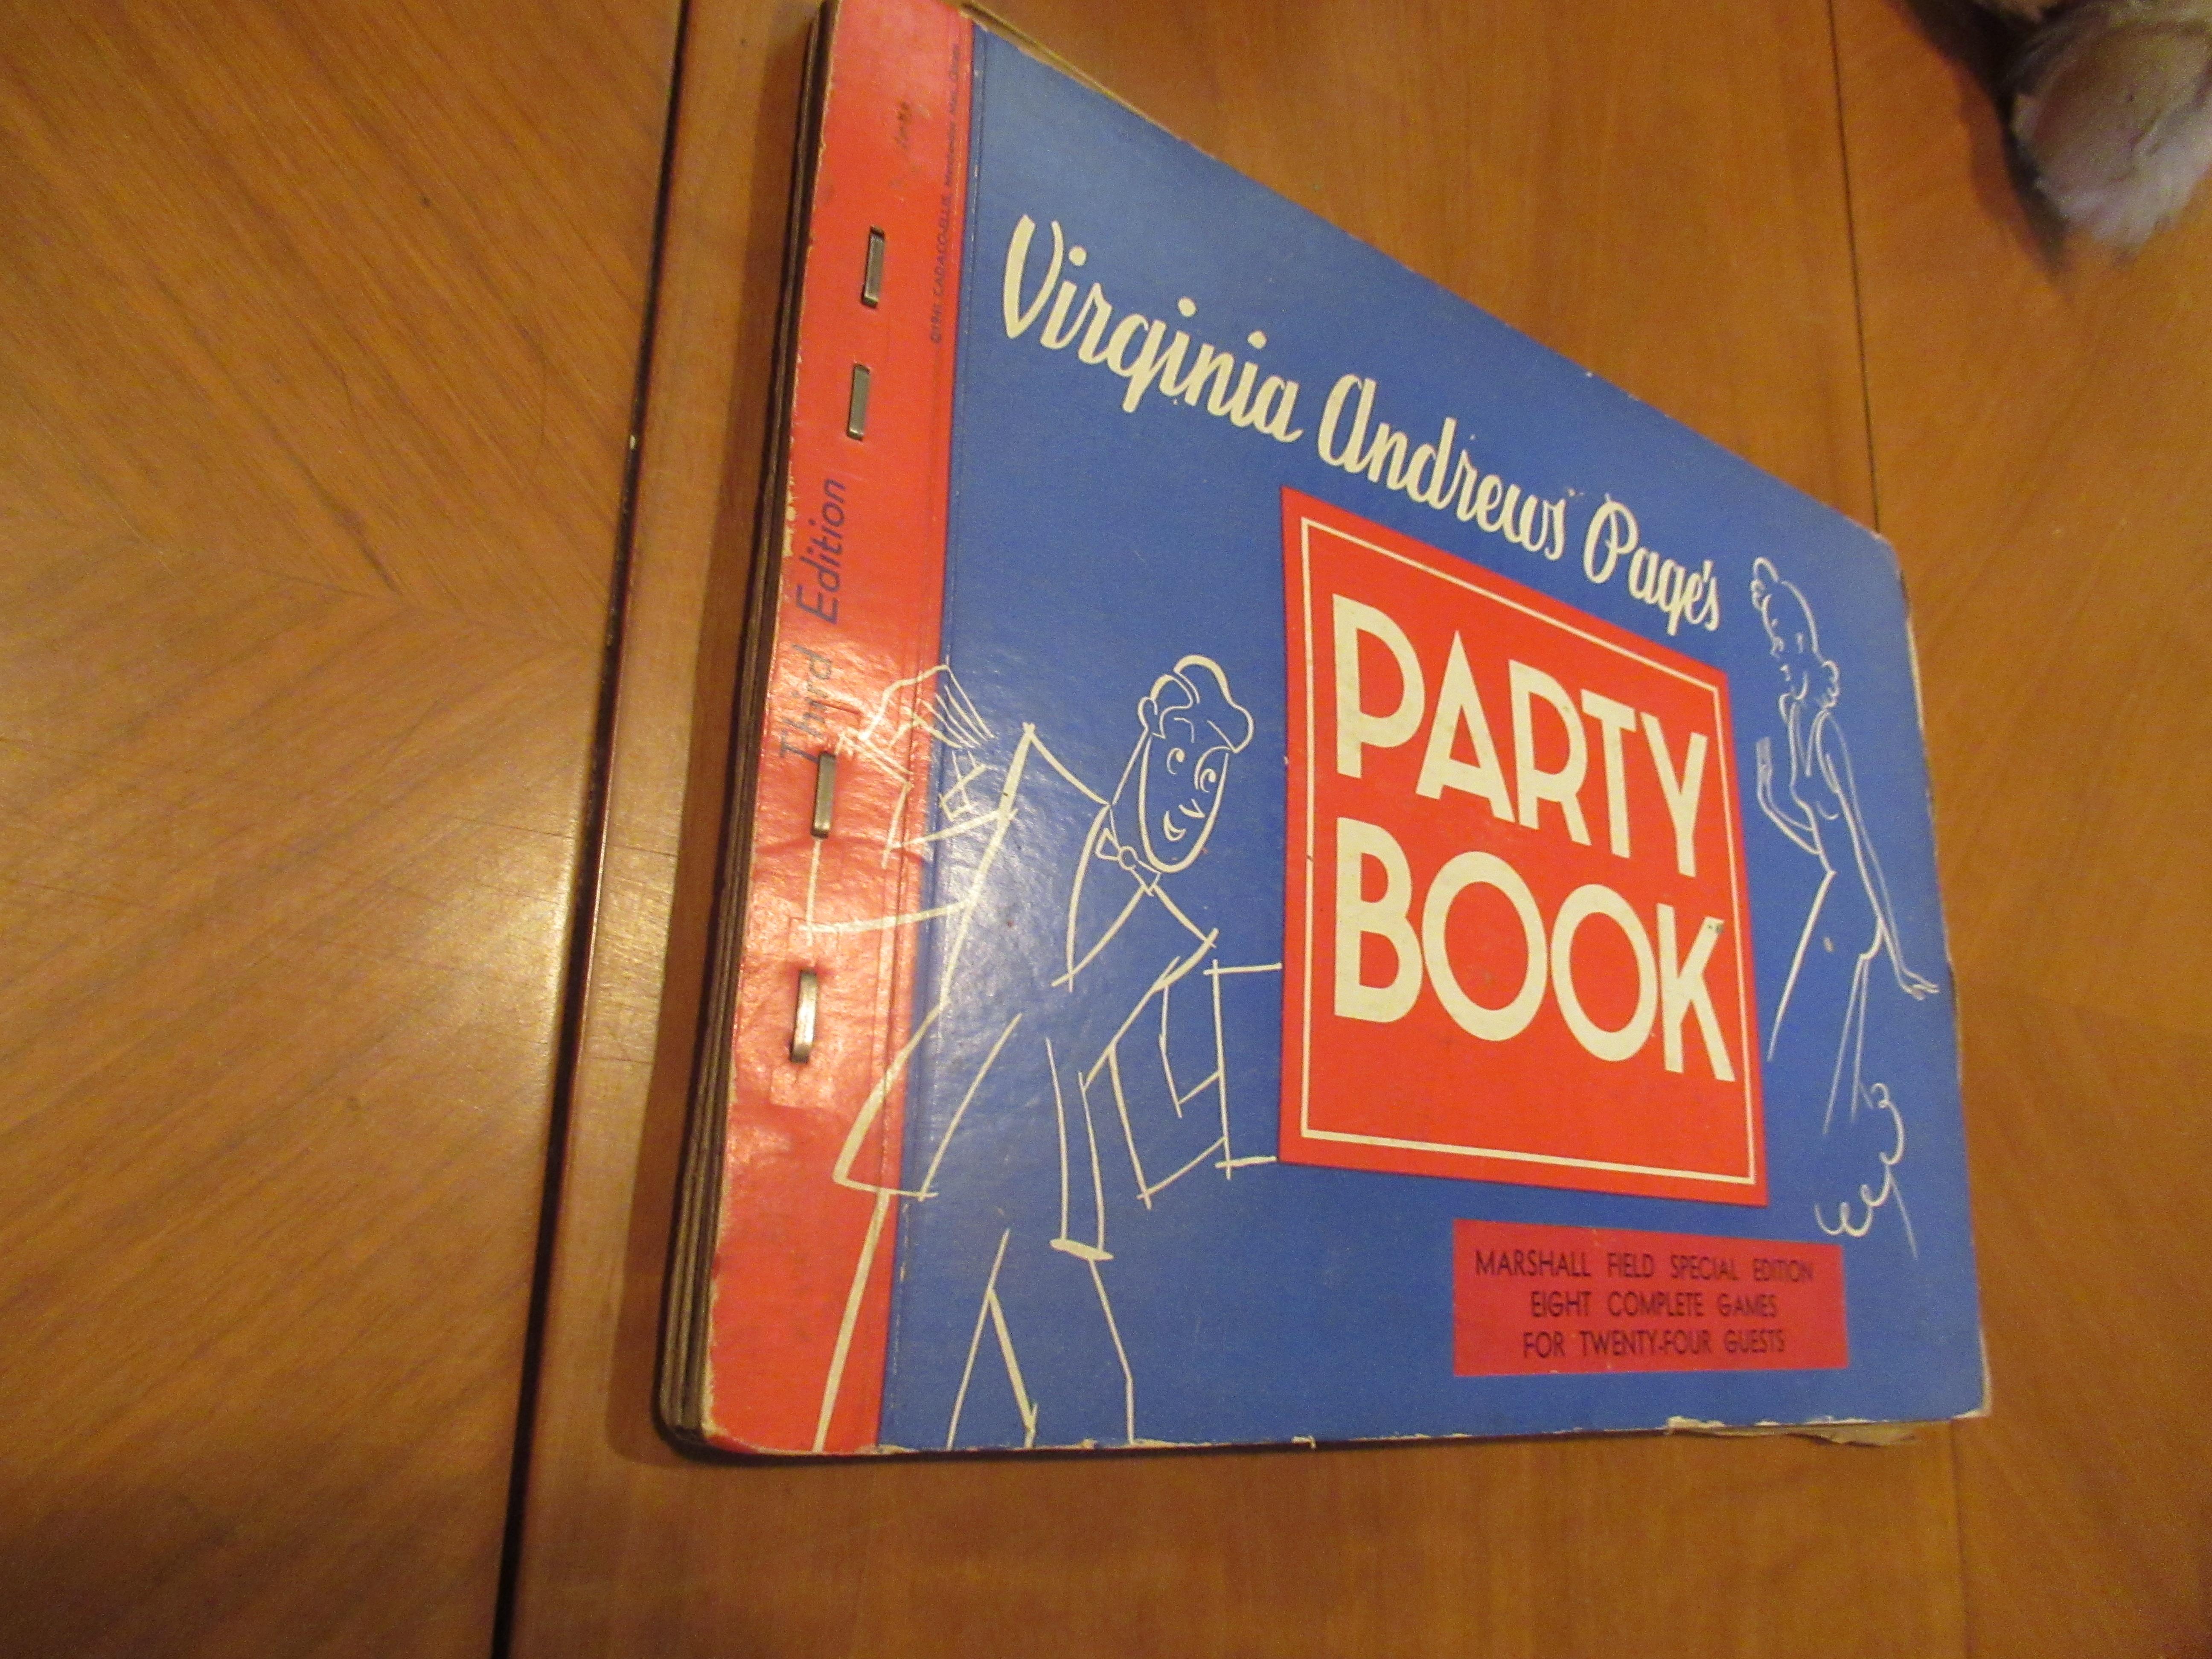 Virginia Andrews Page's
PARTY
BOOK
MARSHALL FIELD SPECIAL EDITION
EIGHT COMPLETE GAMES
FOR TWENTY-FOUR GUESTS
Third Edition